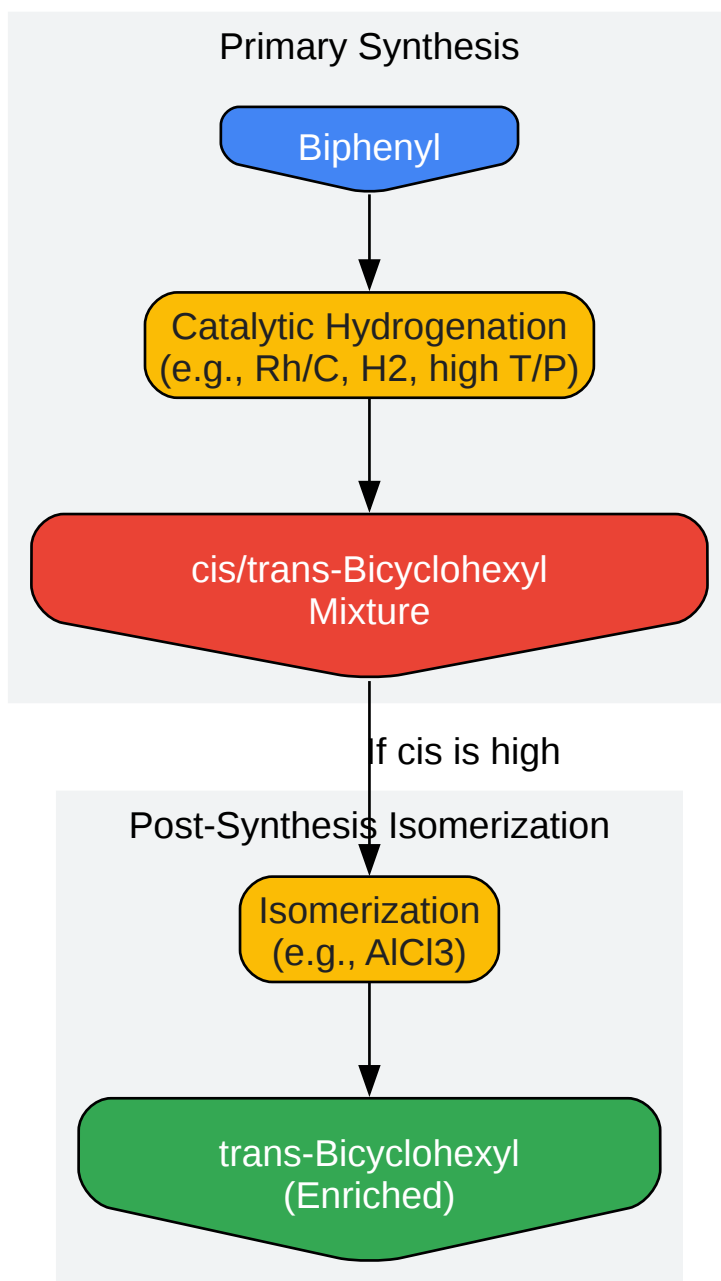 Primary Synthesis
Biphenyl
Catalytic Hydrogenation
(e.g., Rh/C, H2, high T/P)
cis/trans-Bicyclohexyl
Mixture
If cis is high
Post-Synthesis Isomerization
Isomerization
(e.g., AlCl3)
trans-Bicyclohexyl
(Enriched)